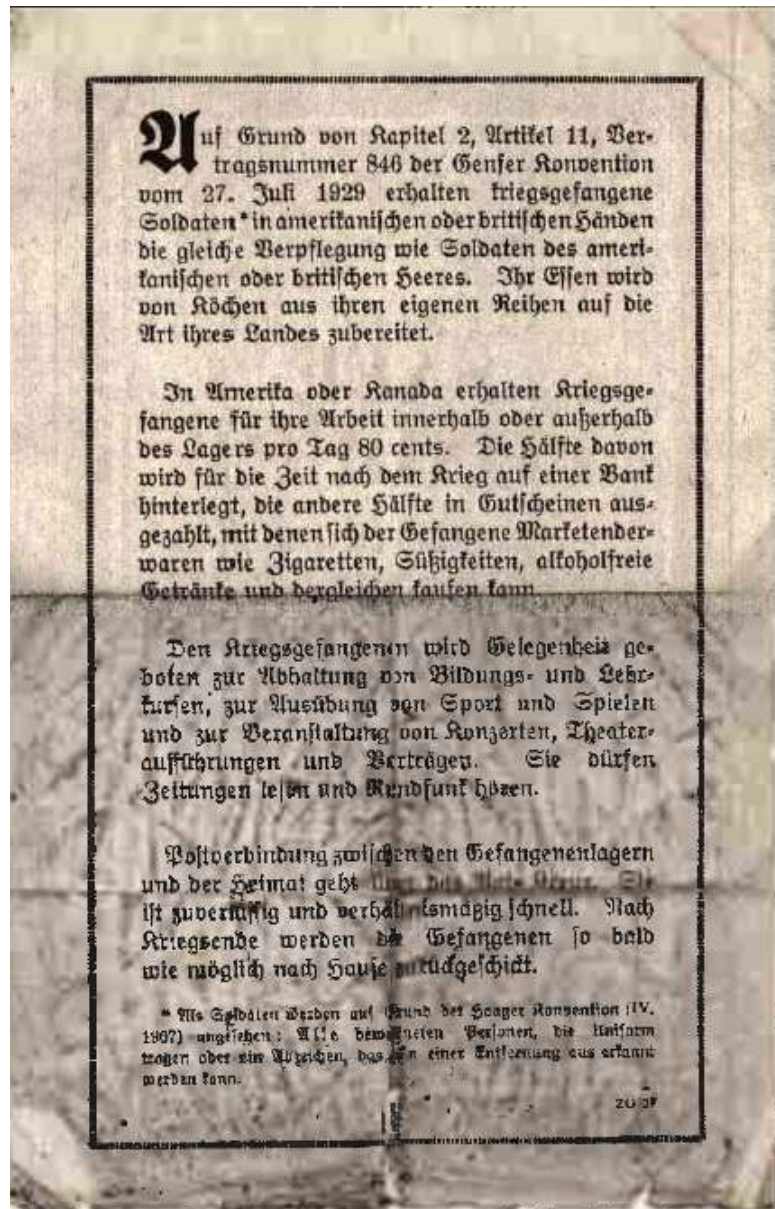 Auf Grund von Kapitel 2, Artikel 11, Ver-
tragsnummer 846 der Genfer Konvention
vom 27. Juli 1929 erhalten kriegsgefangene
Soldaten* in amerikanischen oder britischen Händen
die gleiche Verpflegung wie Soldaten des ameri-
kanischen oder britischen Heeres. Ihr Essen wird
von Köchen aus ihren eigenen Reihen auf die
Art ihres Landes zubereitet.
In Amerika oder Kanada erhalten Kriegsge-
fangene für ihre Arbeit innerhalb oder außerhalb
des Lagers pro Tag 80 cents. Die Hälfte davon
wird für die Zeit nach dem Krieg auf einer Bank
hinterlegt, die andere Hälfte in Gutscheinen aus-
gezahlt, mit denen sich der Gefangene Marketender-
waren wie Zigaretten, Süßigkeiten, alkoholfreie
Getränke und dergleichen kaufen kann.
Den Kriegsgefangenen wird Gelegenheit ge-
boten zur Abhaltung von Bildungs- und Lehr-
kursen, zur Ausübung von Sport und Spielen
und zur Veranstaltung von Konzerten, Theater-
aufführungen und Vorträgen. Sie dürfen
Zeitungen lesen und Rundfunk hören.
Postverbindung zwischen den Gefangenenlagern
und der Heimat geht über das Rote Kreuz. Sie
ist zuverlässig und verhältnismäßig schnell. Nach
Kriegsende werden die Gefangenen so bald
wie möglich nach Hause zurückgeschickt.
* Als Soldaten werden auf Grund der Haager Konvention (IV.
1907) angesehen: Alle bewaffneten Personen, die Uniform
tragen oder ein Abzeichen, das von einer Entfernung aus erkannt
werden kann.